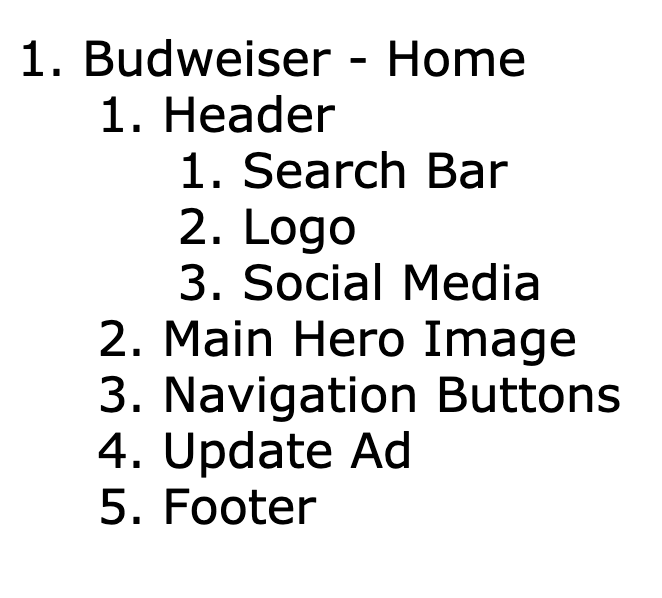 1. Budweiser - Home
1. Header
1. Search Bar
2. Logo
3. Social Media
2. Main Hero Image
3. Navigation Buttons
4. Update Ad
5. Footer